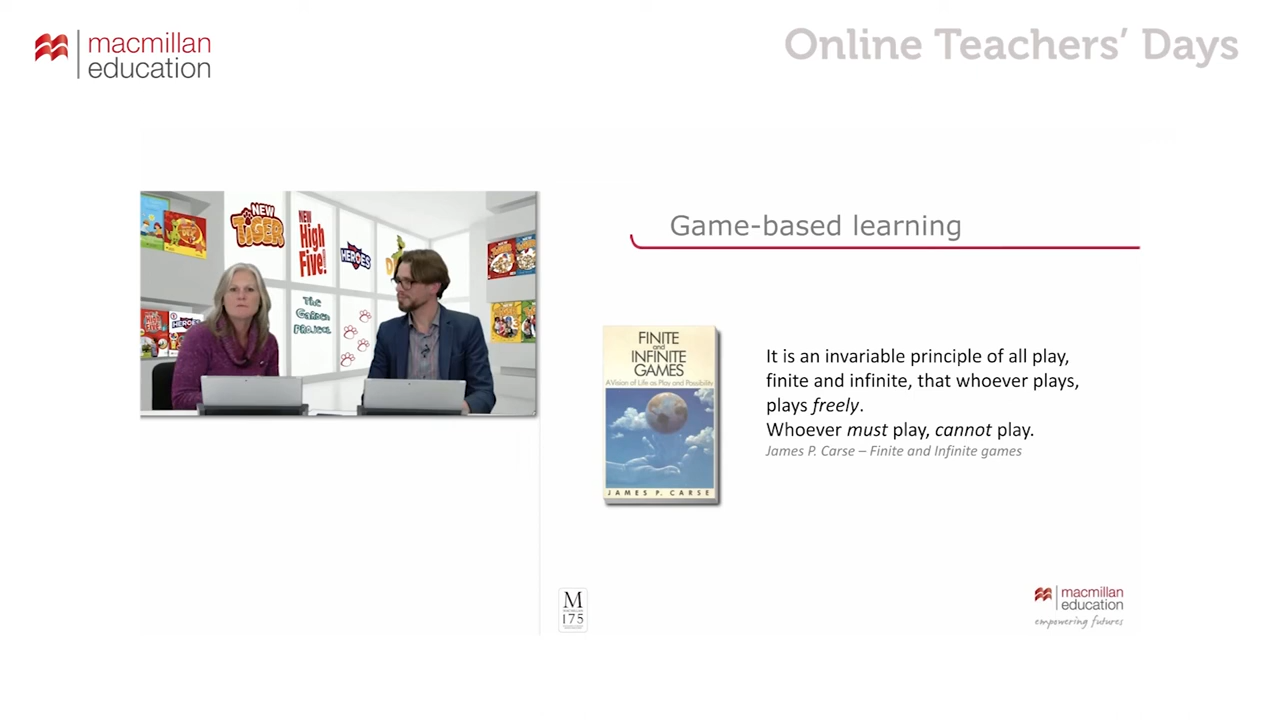 macmillan
education
Online Teachers' Days
NEW
TIGER
NEW
High
Five!
HEROES
The
Garden
Project
Game-based learning
FINITE
and
INFINITE
GAMES
A Vision of Life as Play and Possibility
JAMES P. CARSE
It is an invariable principle of all play,
finite and infinite, that whoever plays,
plays freely.
Whoever must play, cannot play.
James P. Carse – Finite and Infinite games
M
175
macmillan
education
empowering futures